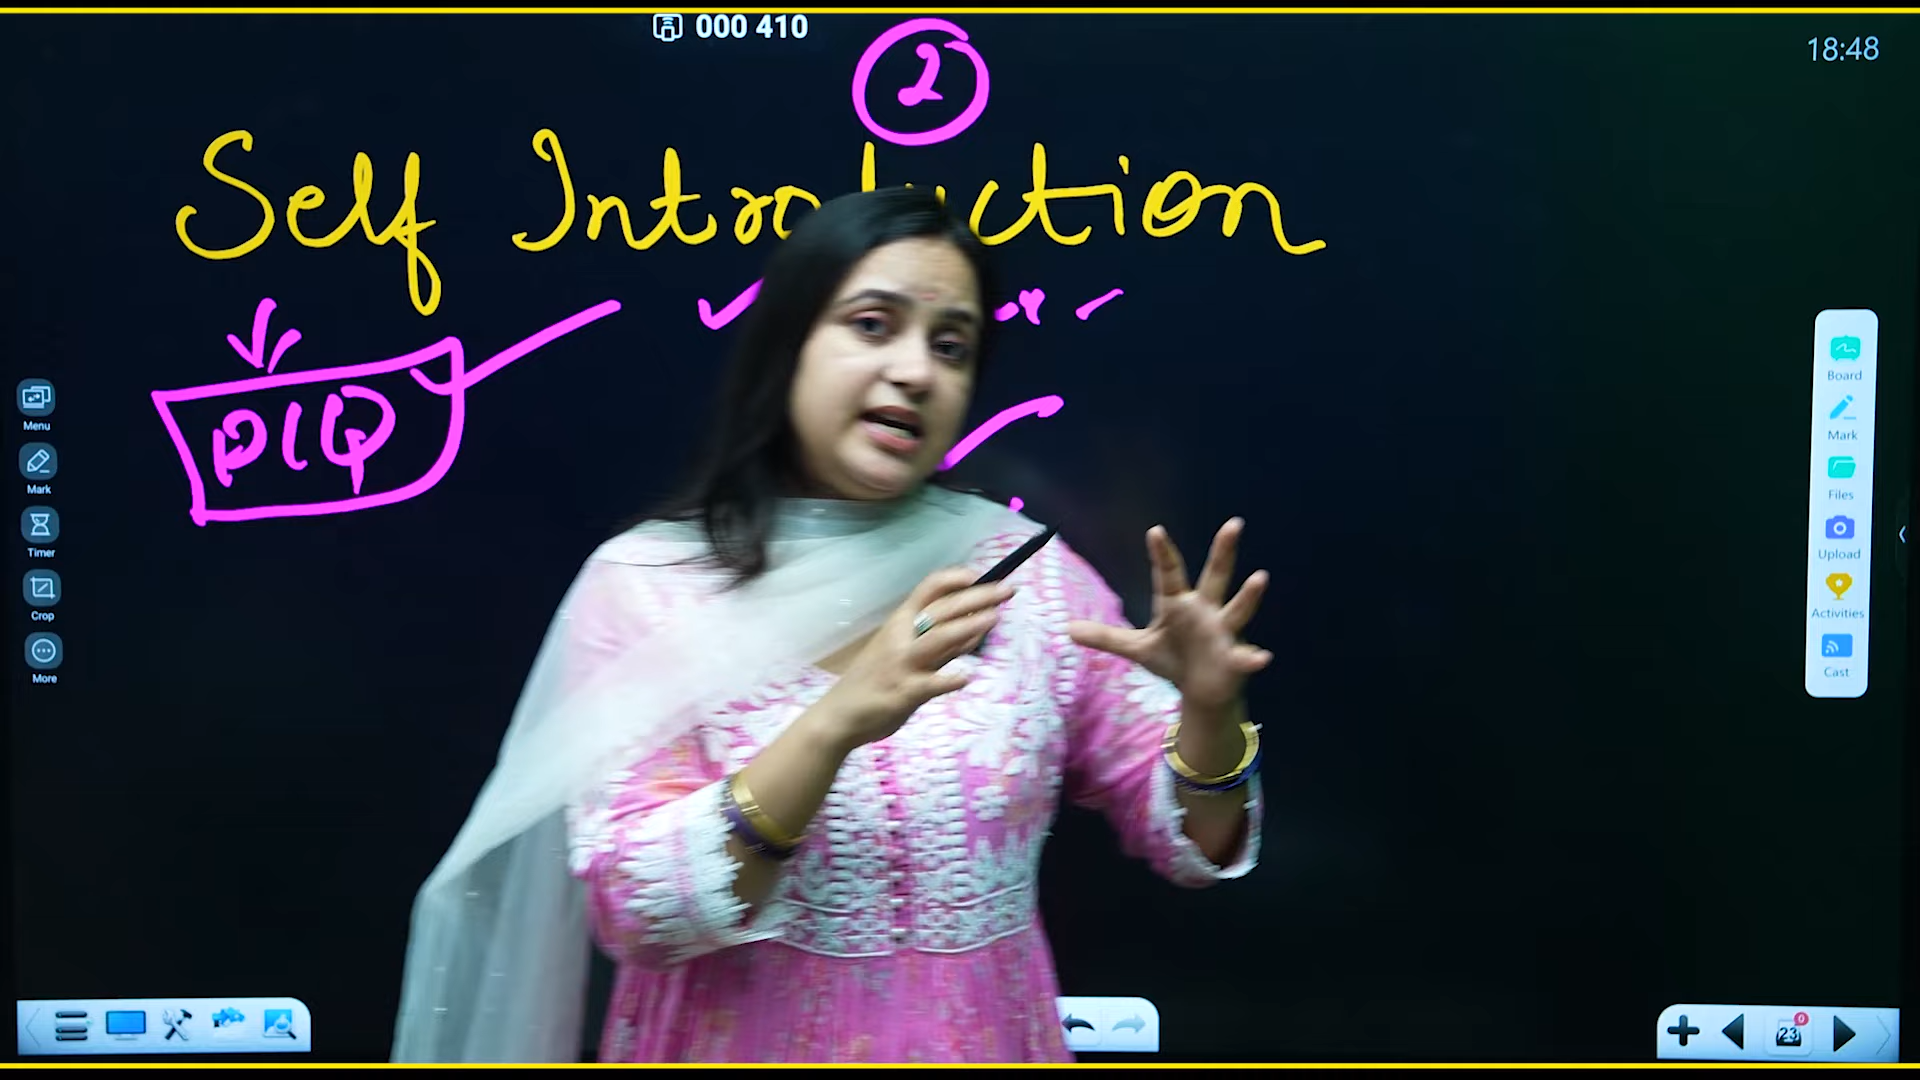 000 410
2
18:48
Self Introduction
PIQ
Menu
Mark
Timer
Crop
More
Board
Mark
Files
Upload
Activities
Cast
23
0